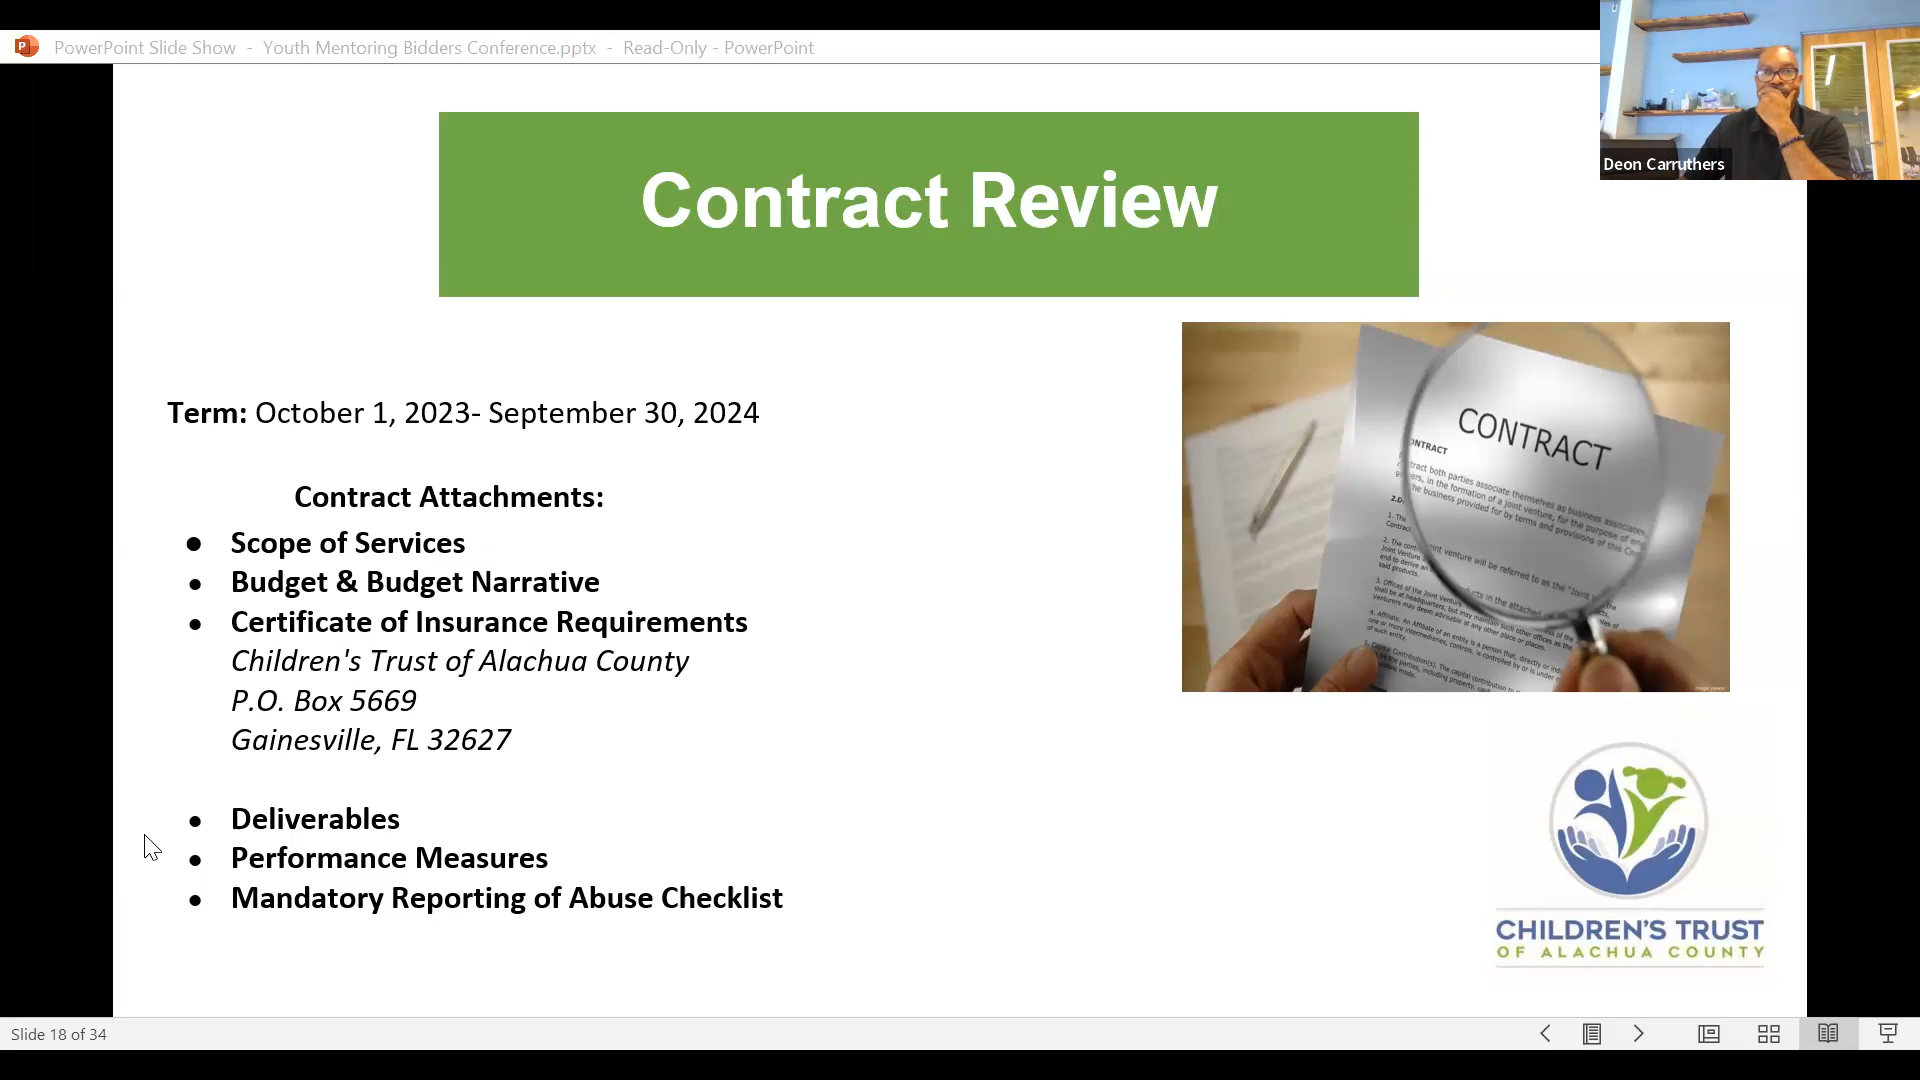 PowerPoint Slide Show - Youth Mentoring Bidders Conference.pptx - Read-Only - PowerPoint
Deon Carruthers
Contract Review
Term: October 1, 2023- September 30, 2024
Contract Attachments:
● Scope of Services
● Budget & Budget Narrative
● Certificate of Insurance Requirements
Children's Trust of Alachua County
P.O. Box 5669
Gainesville, FL 32627
● Deliverables
● Performance Measures
● Mandatory Reporting of Abuse Checklist
CONTRACT
CHILDREN'S TRUST
OF ALACHUA COUNTY
Slide 18 of 34